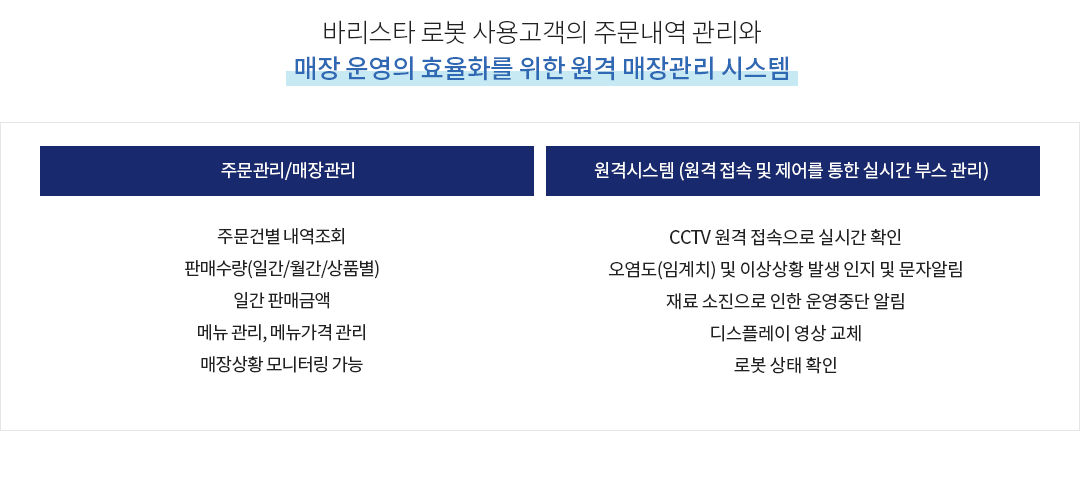 바리스타 로봇 사용고객의 주문내역 관리와
매장 운영의 효율화를 위한 원격 매장관리 시스템
주문관리/매장관리
주문건별 내역조회
판매수량(일간/월간/상품별)
일간 판매금액
메뉴 관리, 메뉴가격 관리
매장상황 모니터링 가능
원격시스템 (원격 접속 및 제어를 통한 실시간 부스 관리)
CCTV 원격 접속으로 실시간 확인
오염도(임계치) 및 이상상황 발생 인지 및 문자알림
재료 소진으로 인한 운영중단 알림
디스플레이 영상 교체
로봇 상태 확인